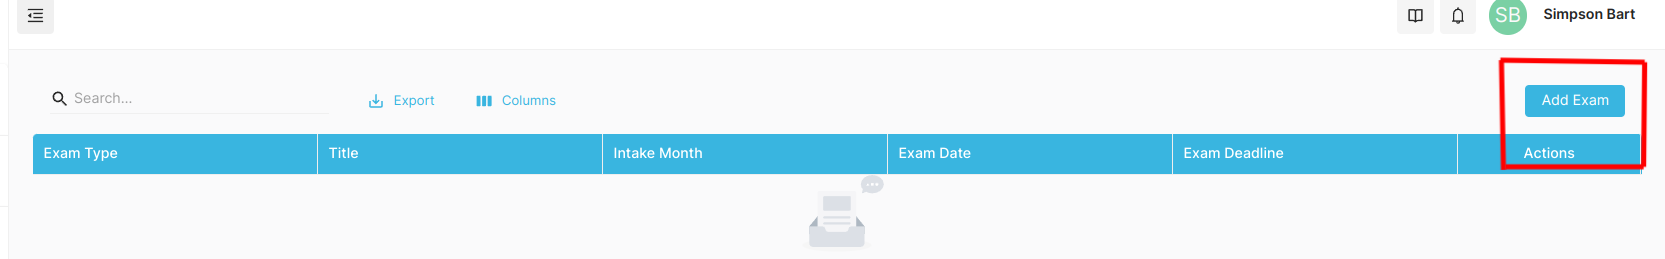 SB Simpson Bart
Search... Export Columns Add Exam
Exam Type Title Intake Month Exam Date Exam Deadline Actions